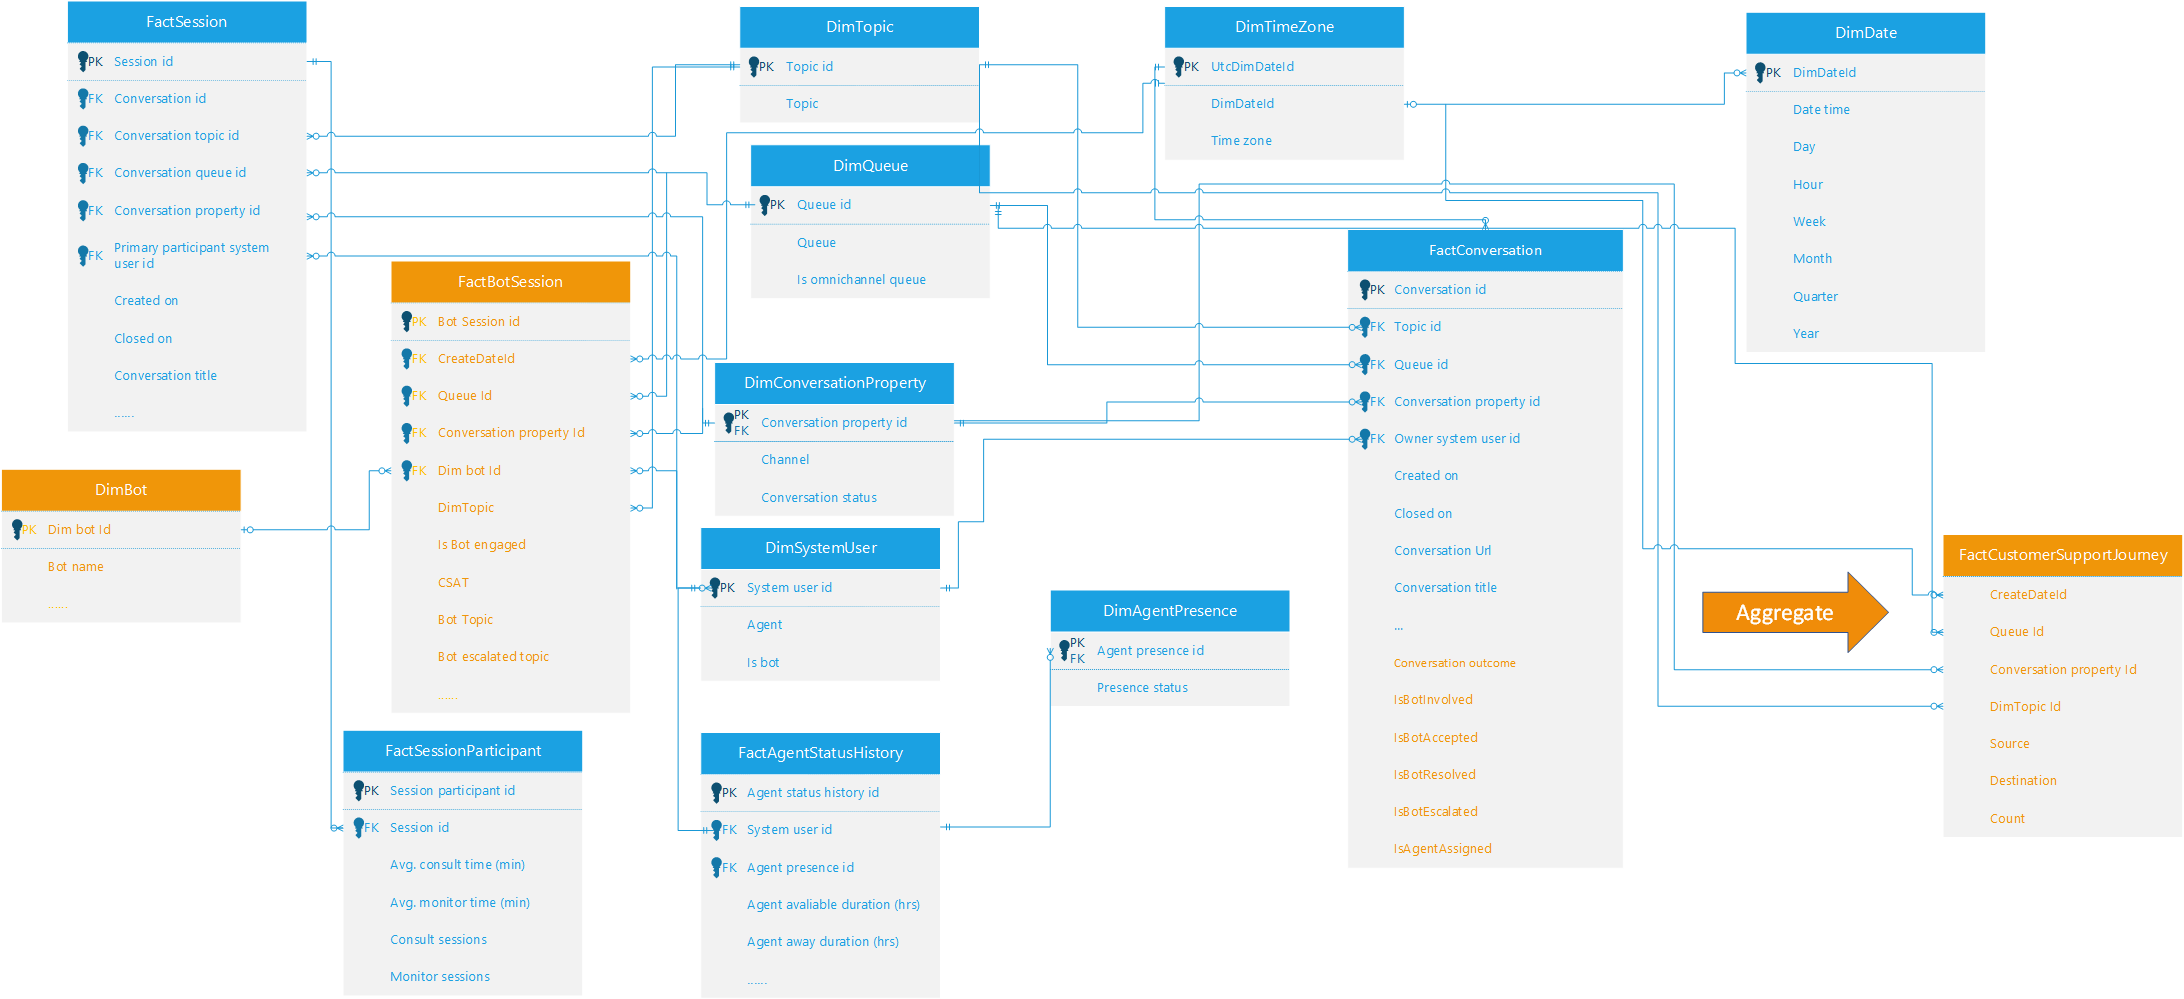 FactSession
PK Session id
FK Conversation id
FK Conversation topic id
FK Conversation queue id
FK Conversation property id
FK Primary participant system
user id
Created on
Closed on
Conversation title
......
DimBot
PK Dim bot Id
Bot name
......
FactBotSession
PK Bot Session id
FK CreateDateId
FK Queue Id
FK Conversation property Id
FK Dim bot Id
DimTopic
Is Bot engaged
CSAT
Bot Topic
Bot escalated topic
......
FactSessionParticipant
PK Session participant id
FK Session id
Avg. consult time (min)
Avg. monitor time (min)
Consult sessions
Monitor sessions
DimTopic
PK Topic id
Topic
DimQueue
PK Queue id
Queue
Is omnichannel queue
DimConversationProperty
PK
FK Conversation property id
Channel
Conversation status
DimSystemUser
PK System user id
Agent
Is bot
FactAgentStatusHistory
PK Agent status history id
FK System user id
FK Agent presence id
Agent avaliable duration (hrs)
Agent away duration (hrs)
......
DimAgentPresence
PK
FK Agent presence id
Presence status
DimTimeZone
PK UtcDimDateId
DimDateId
Time zone
FactConversation
PK Conversation id
FK Topic id
FK Queue id
FK Conversation property id
FK Owner system user id
Created on
Closed on
Conversation Url
Conversation title
...
Conversation outcome
IsBotInvolved
IsBotAccepted
IsBotResolved
IsBotEscalated
IsAgentAssigned
DimDate
PK DimDateId
Date time
Day
Hour
Week
Month
Quarter
Year
Aggregate
FactCustomerSupportJourney
CreateDateId
Queue Id
Conversation property Id
DimTopic Id
Source
Destination
Count